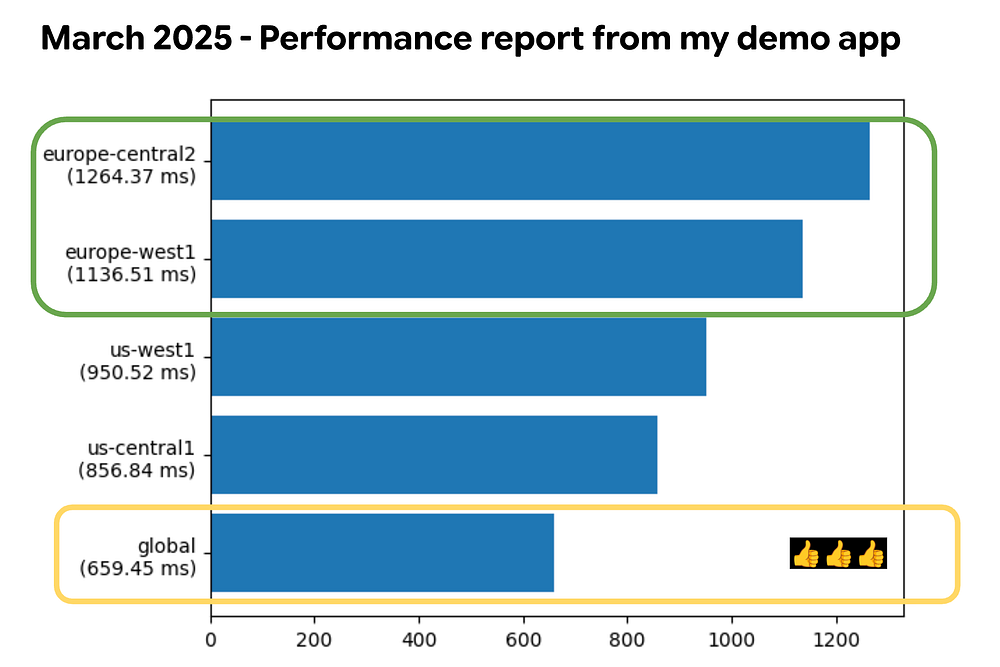 March 2025 - Performance report from my demo app
europe-central2
(1264.37 ms)
europe-west1
(1136.51 ms)
us-west1
(950.52 ms)
us-central1
(856.84 ms)
global
(659.45 ms)
0 200 400 600 800 1000 1200